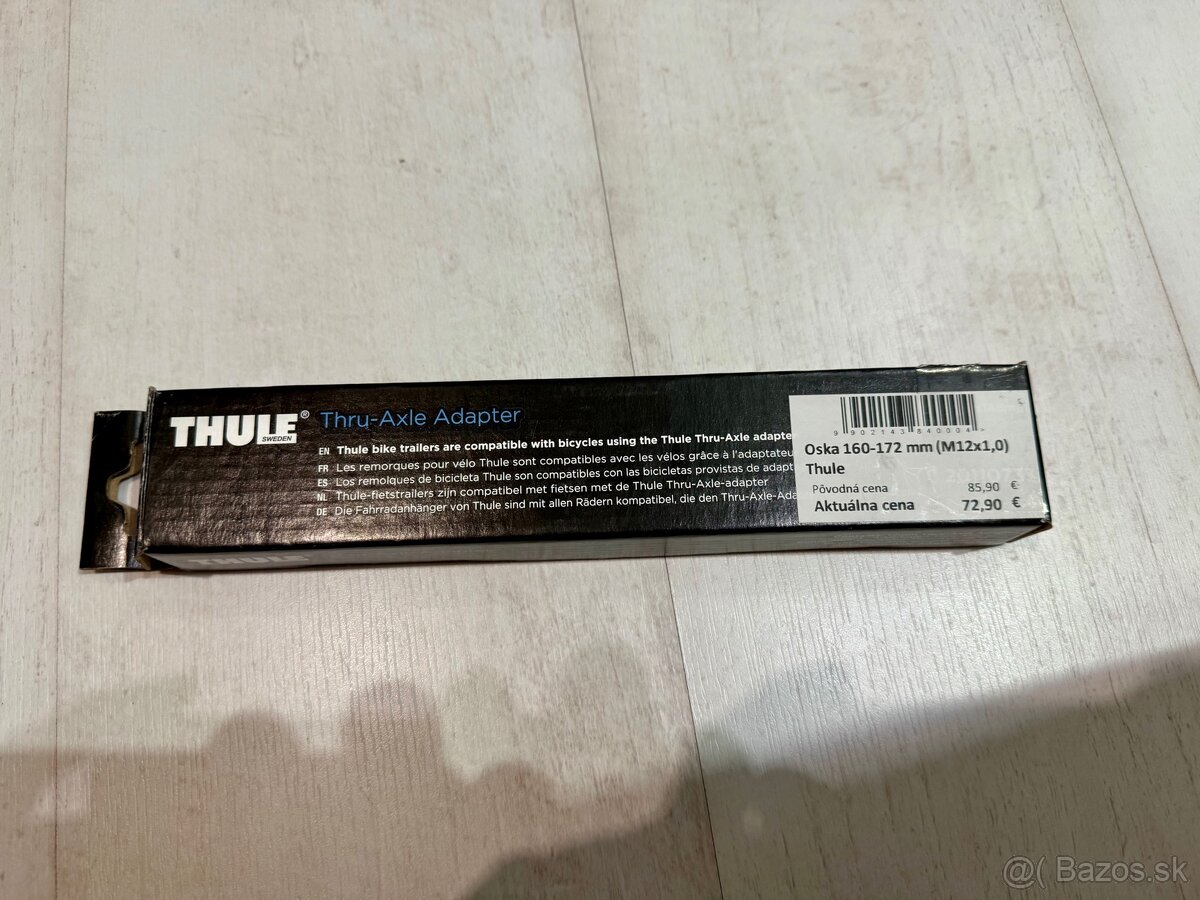 THULE®
SWEDEN
Thru-Axle Adapter
EN Thule bike trailers are compatible with bicycles using the Thule Thru-Axle adapte
FR Les remorques pour vélo Thule sont compatibles avec les vélos grâce à l'adaptateu
ES Los remolques de bicicleta Thule son compatibles con las bicicletas provistas de adapt
NL Thule-fietstrailers zijn compatibel met fietsen met de Thule Thru-Axle-adapter
DE Die Fahrradanhänger von Thule sind mit allen Rädern kompatibel, die den Thru-Axle-Ada
9 902143 840004 >
Oska 160-172 mm (M12x1,0)
Thule
Pôvodná cena 85,90 €
Aktuálna cena 72,90 €
THULE
@( Bazos.sk